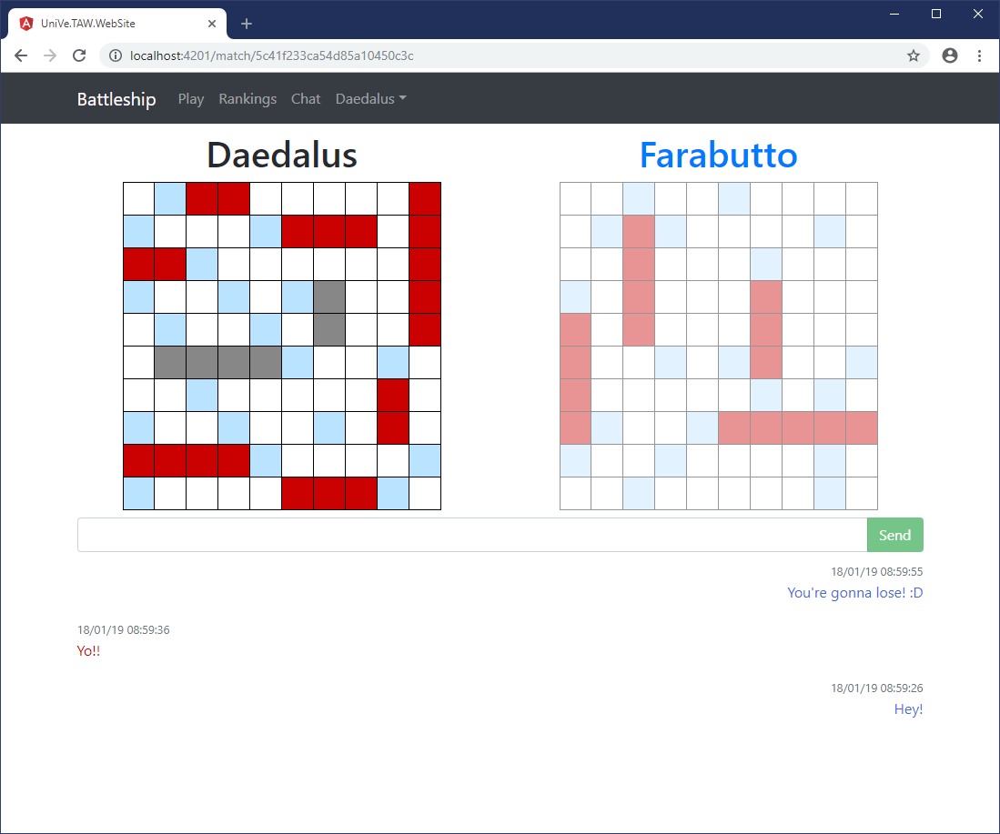 UniVe.TAW.WebSite
localhost:4201/match/5c41f233ca54d85a10450c3c
Battleship Play Rankings Chat Daedalus
Daedalus Farabutto
Send
18/01/19 08:59:55
You're gonna lose! :D
18/01/19 08:59:36
Yo!!
18/01/19 08:59:26
Hey!